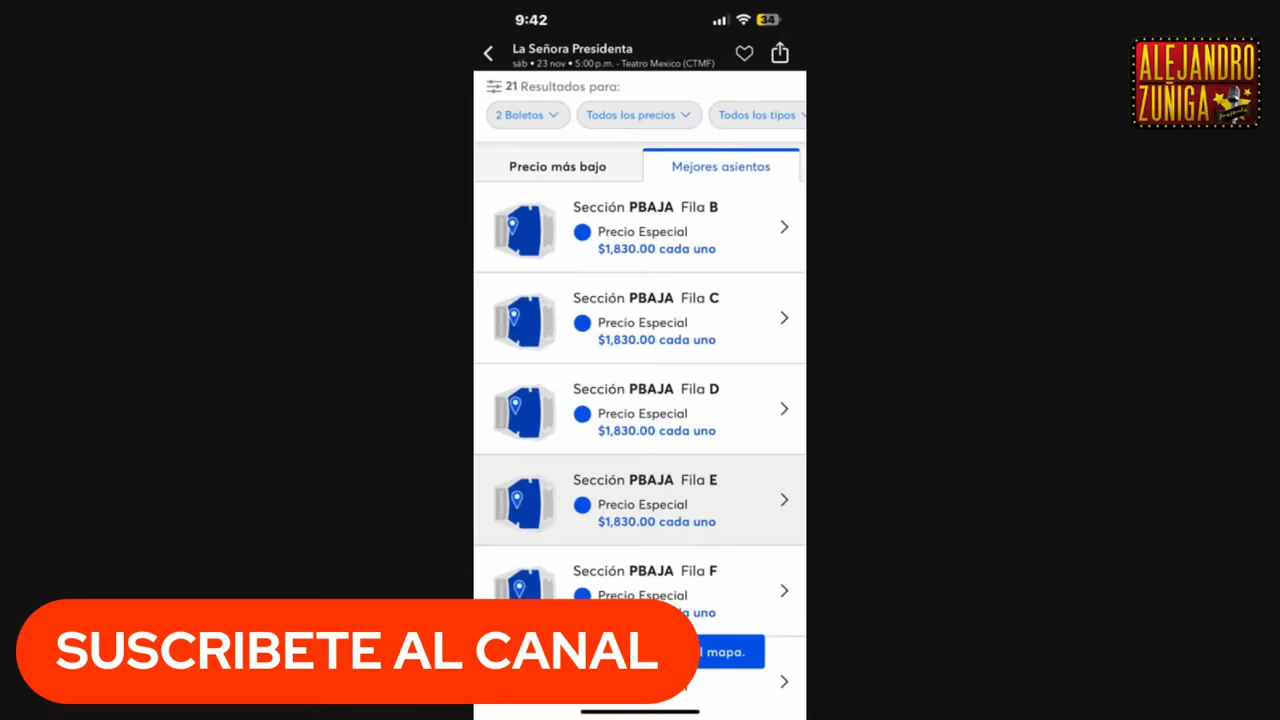 9:42
34
La Señora Presidenta
sáb • 23 nov • 5:00 p.m. - Teatro Mexico (CTMF)
21 Resultados para:
2 Boletos
Todos los precios
Todos los tipos
Precio más bajo
Mejores asientos
Sección PBAJA Fila B
Precio Especial
$1,830.00 cada uno
Sección PBAJA Fila C
Precio Especial
$1,830.00 cada uno
Sección PBAJA Fila D
Precio Especial
$1,830.00 cada uno
Sección PBAJA Fila E
Precio Especial
$1,830.00 cada uno
Sección PBAJA Fila F
Precio Especial
uno
mapa.
SUSCRIBETE AL CANAL
ALEJANDRO
ZUÑIGA